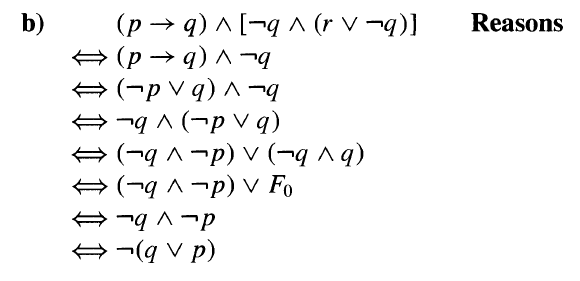 b) (p → q) ∧ [¬q ∧ (r ∨ ¬q)] Reasons
⟺ (p → q) ∧ ¬q
⟺ (¬p ∨ q) ∧ ¬q
⟺ ¬q ∧ (¬p ∨ q)
⟺ (¬q ∧ ¬p) ∨ (¬q ∧ q)
⟺ (¬q ∧ ¬p) ∨ F₀
⟺ ¬q ∧ ¬p
⟺ ¬(q ∨ p)